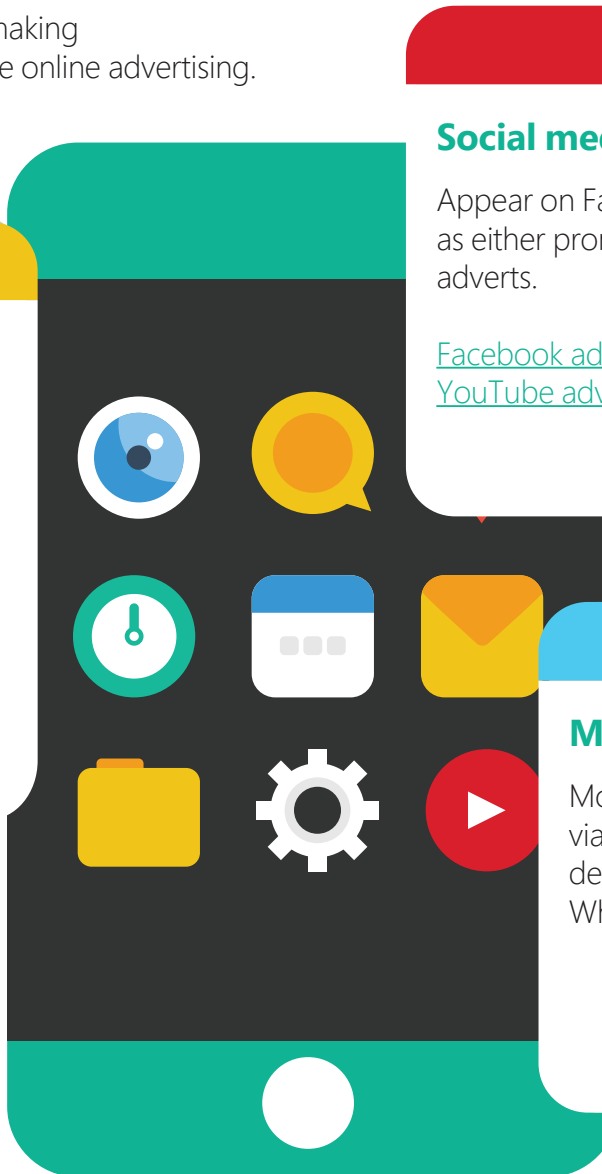 making
e online advertising.
Social me
Appear on Fa
as either pro
adverts.
Facebook ad
YouTube adv
M
Mo
via
de
Wh